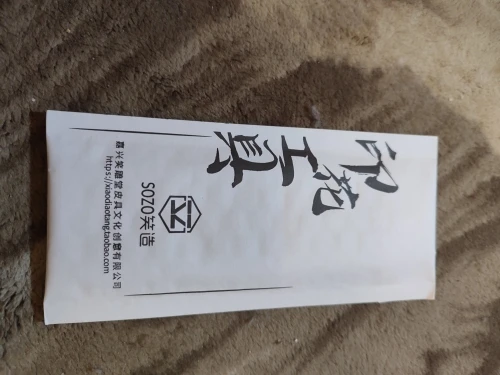 印花工具
SOZO笑造
嘉兴笑雕堂皮具文化创意有限公司
https://xiaodiaotang.taobao.com